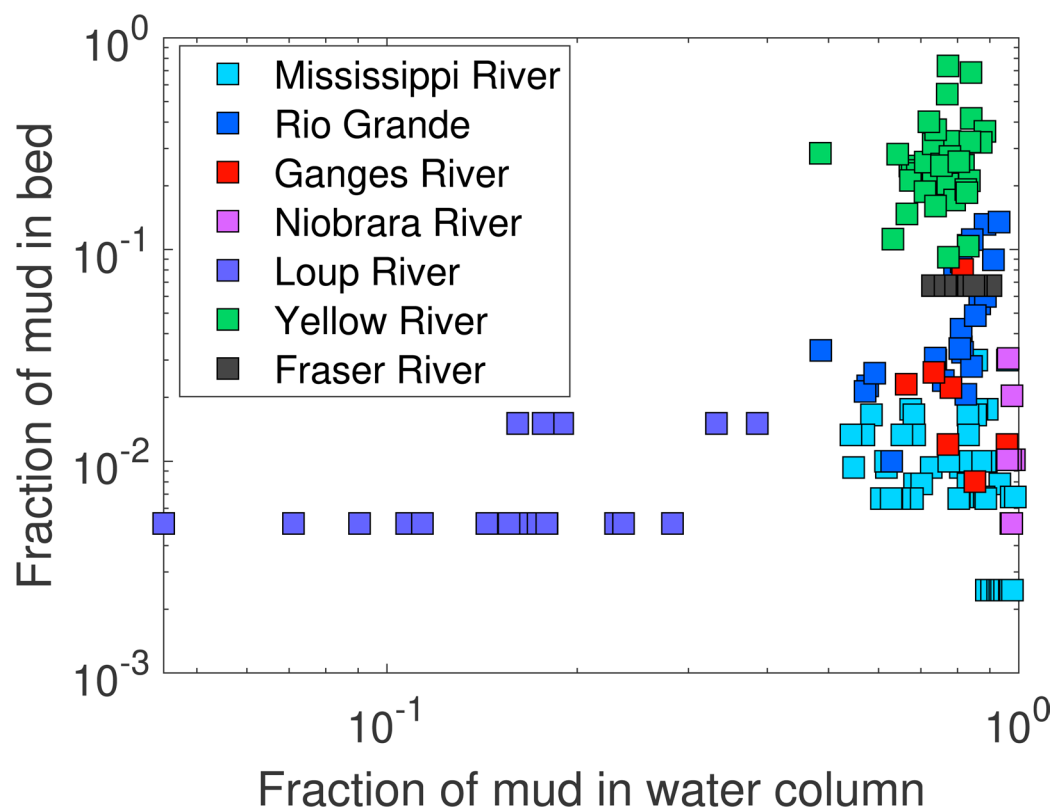 10^0
10^-1
10^-2
10^-3
Fraction of mud in bed
Mississippi River
Rio Grande
Ganges River
Niobrara River
Loup River
Yellow River
Fraser River
10^-1
10^0
Fraction of mud in water column